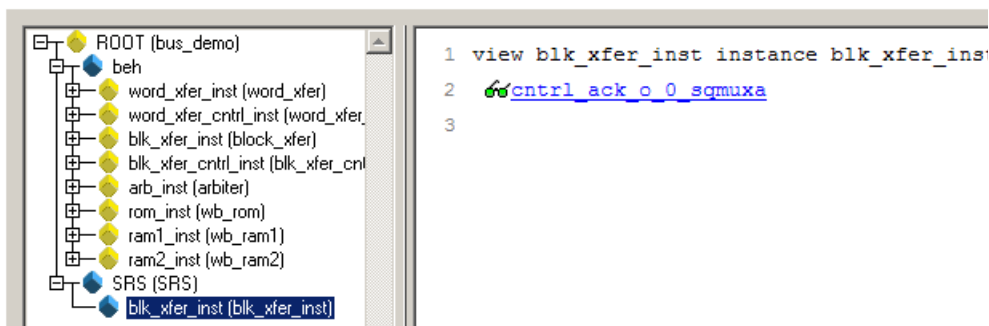 ROOT (bus_demo)
beh
word_xfer_inst (word_xfer)
word_xfer_cntrl_inst (word_xfer_
blk_xfer_inst (block_xfer)
blk_xfer_cntrl_inst (blk_xfer_cnt
arb_inst (arbiter)
rom_inst (wb_rom)
ram1_inst (wb_ram1)
ram2_inst (wb_ram2)
SRS (SRS)
blk_xfer_inst (blk_xfer_inst)
1 view blk_xfer_inst instance blk_xfer_inst
2 cntrl_ack_o_0_sqmuxa
3